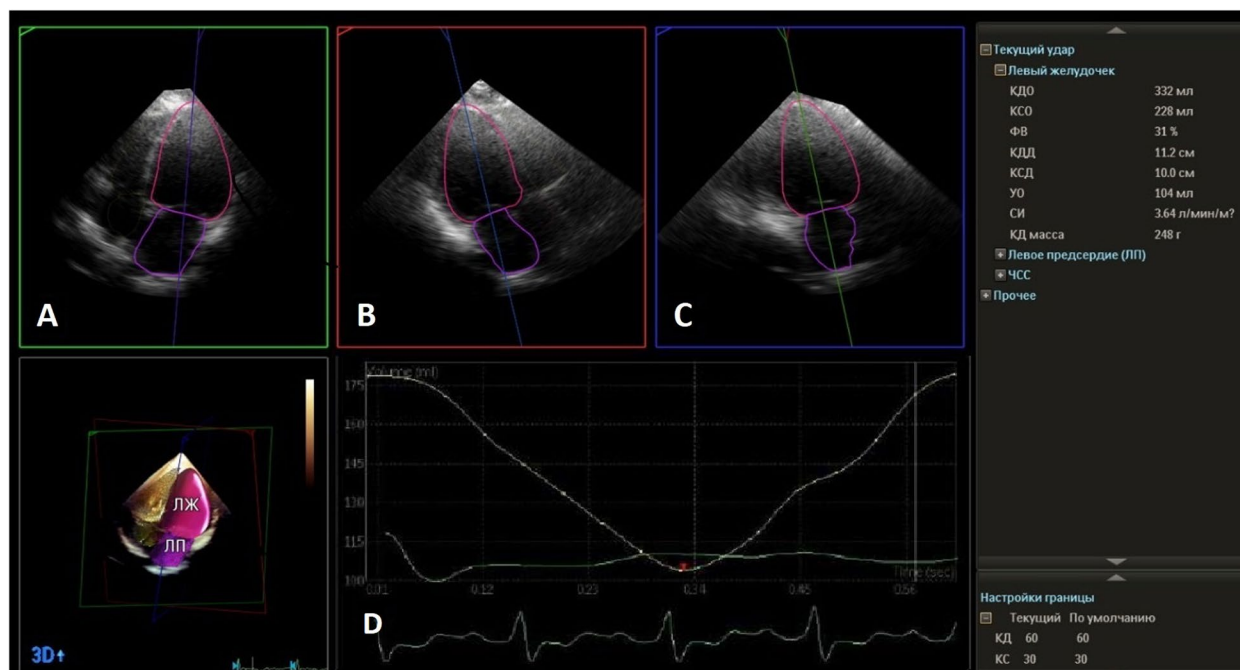 A
B
C
Volume (ml)
175
160
145
130
115
100
0.01
0.12
0.23
0.34
0.45
0.56
Time (sec)
D
ЛЖ
ЛП
3D
Текущий удар
Левый желудочек
КДО 332 мл
КСО 228 мл
ФВ 31 %
КДД 11.2 см
КСД 10.0 см
УО 104 мл
СИ 3.64 л/мин/м?
КД масса 248 г
Левое предсердие (ЛП)
ЧСС
Прочее
Настройки границы
Текущий По умолчанию
КД 60 60
КС 30 30